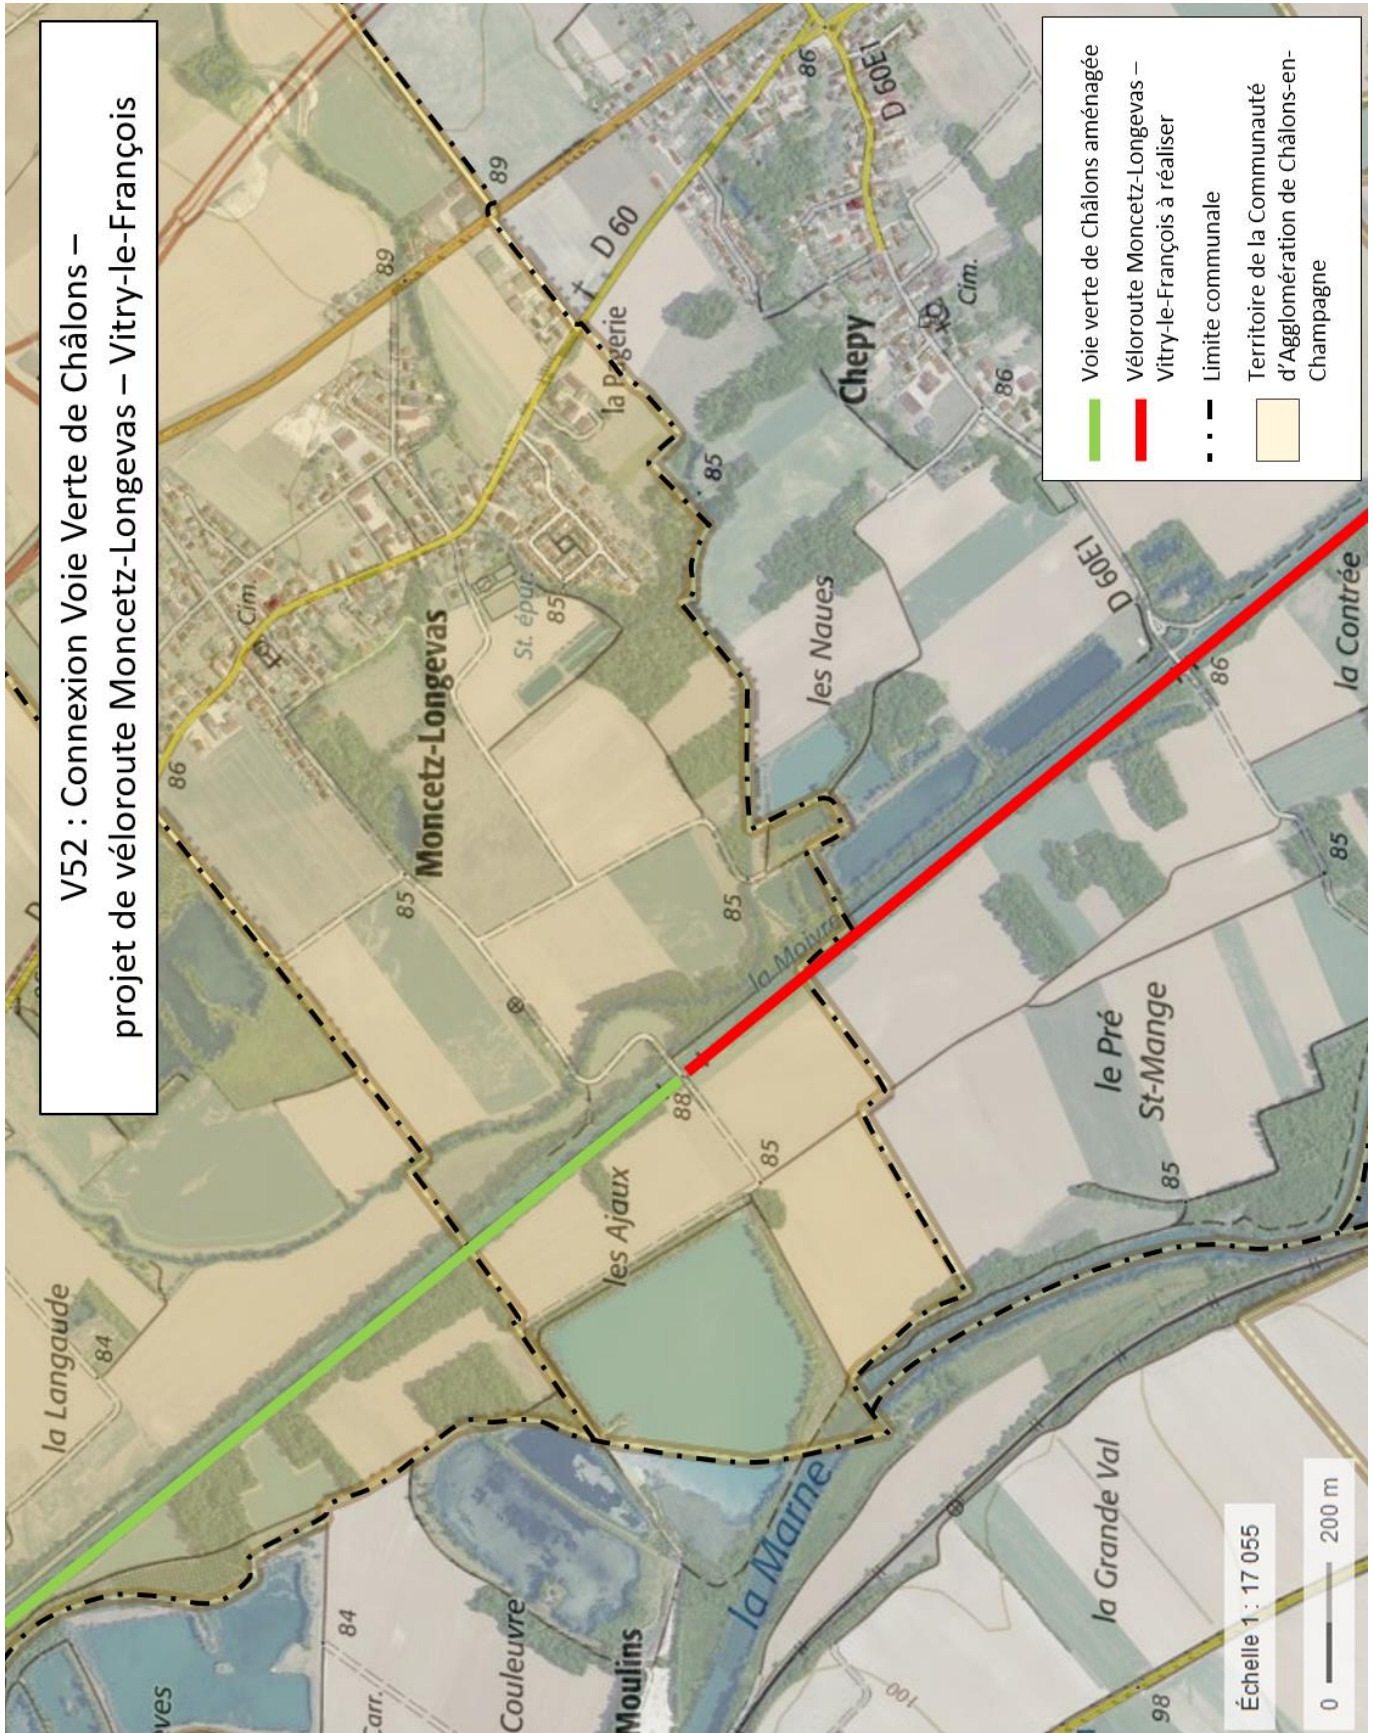 V52 : Connexion Voie Verte de Châlons –
projet de véloroute Moncetz-Longevas – Vitry-le-François
la Langaude
84
86
Cim.
89
89
D 60
86
D 60E1
Moncetz-Longevas
St. épur.
85
85
85
la Moivre
les Ajaux
88
85
85
les Naues
Chepy
Cim.
86
D 60E1
86
la Contrée
le Pré
St-Mange
85
85
la Marne
la Grande Val
Couleuvre
Moulins
84
Carr.
eves
100
98
Voie verte de Châlons aménagée
Véloroute Moncetz-Longevas –
Vitry-le-François à réaliser
Limite communale
Territoire de la Communauté
d'Agglomération de Châlons-en-
Champagne
Échelle 1 : 17 055
0
200 m